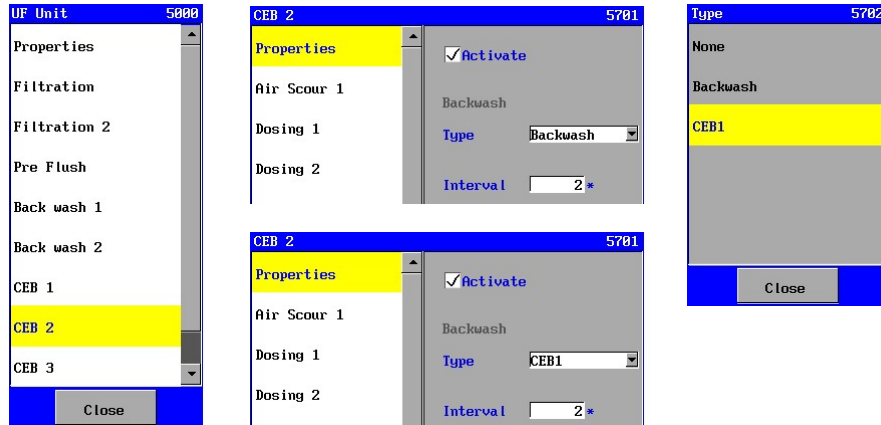 UF Unit 5000
Properties
Filtration
Filtration 2
Pre Flush
Back wash 1
Back wash 2
CEB 1
CEB 2
CEB 3
Close
CEB 2 5701
Properties
Air Scour 1
Dosing 1
Dosing 2
Activate
Backwash
Type Backwash
Interval 2 *
CEB 2 5701
Properties
Air Scour 1
Dosing 1
Dosing 2
Activate
Backwash
Type CEB1
Interval 2 *
Type 5702
None
Backwash
CEB1
Close